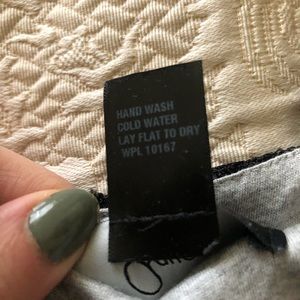 HAND WASH
COLD WATER
LAY FLAT TO DRY
WPL 10167